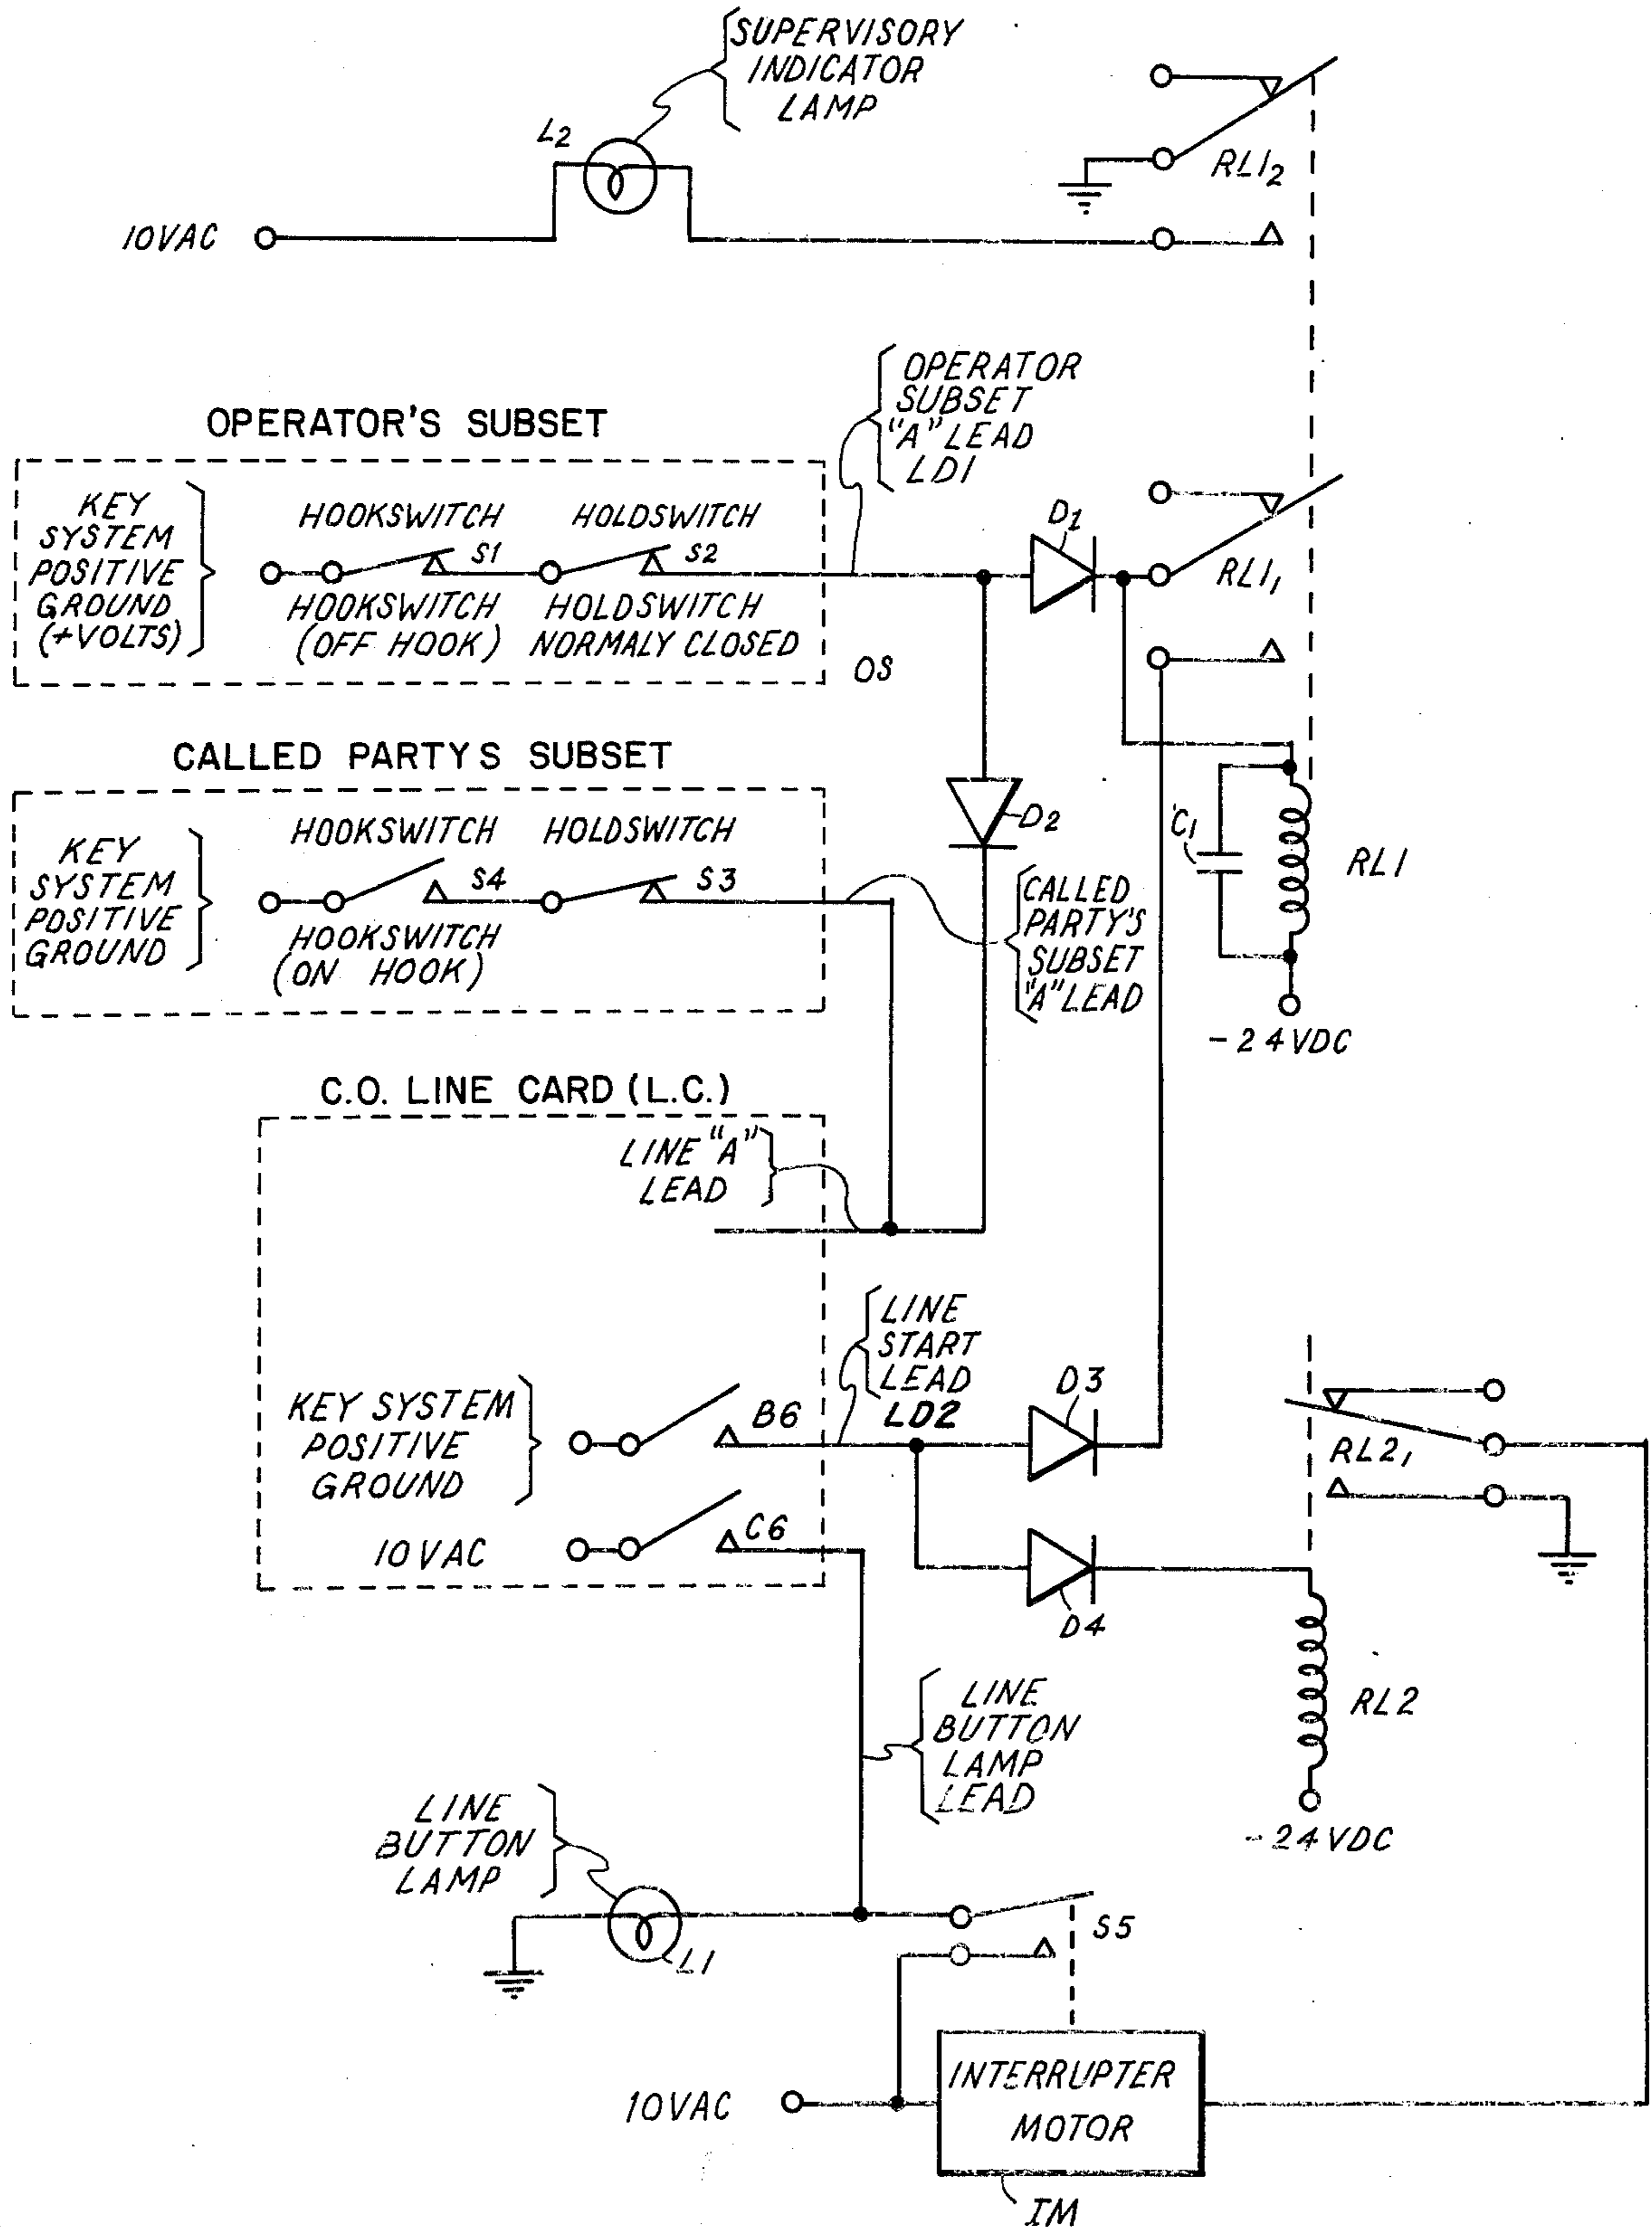 SUPERVISORY
INDICATOR
LAMP
L2
RL1₂
10VAC
OPERATOR
SUBSET
"A" LEAD
LD1
OPERATOR'S SUBSET
KEY
SYSTEM
POSITIVE
GROUND
(+VOLTS)
HOOKSWITCH
HOLDSWITCH
S1
S2
HOOKSWITCH
(OFF HOOK)
HOLDSWITCH
NORMALY CLOSED
OS
D1
RL1₁
CALLED PARTY'S SUBSET
KEY
SYSTEM
POSITIVE
GROUND
HOOKSWITCH
HOLDSWITCH
S4
S3
HOOKSWITCH
(ON HOOK)
D2
CALLED
PARTY'S
SUBSET
"A" LEAD
C1
RL1
-24VDC
C.O. LINE CARD (L.C.)
LINE "A"
LEAD
LINE
START
LEAD
LD2
KEY SYSTEM
POSITIVE
GROUND
B6
D3
RL2₁
10VAC
C6
D4
RL2
-24VDC
LINE
BUTTON
LAMP
LEAD
LINE
BUTTON
LAMP
L1
S5
10VAC
INTERRUPTER
MOTOR
IM